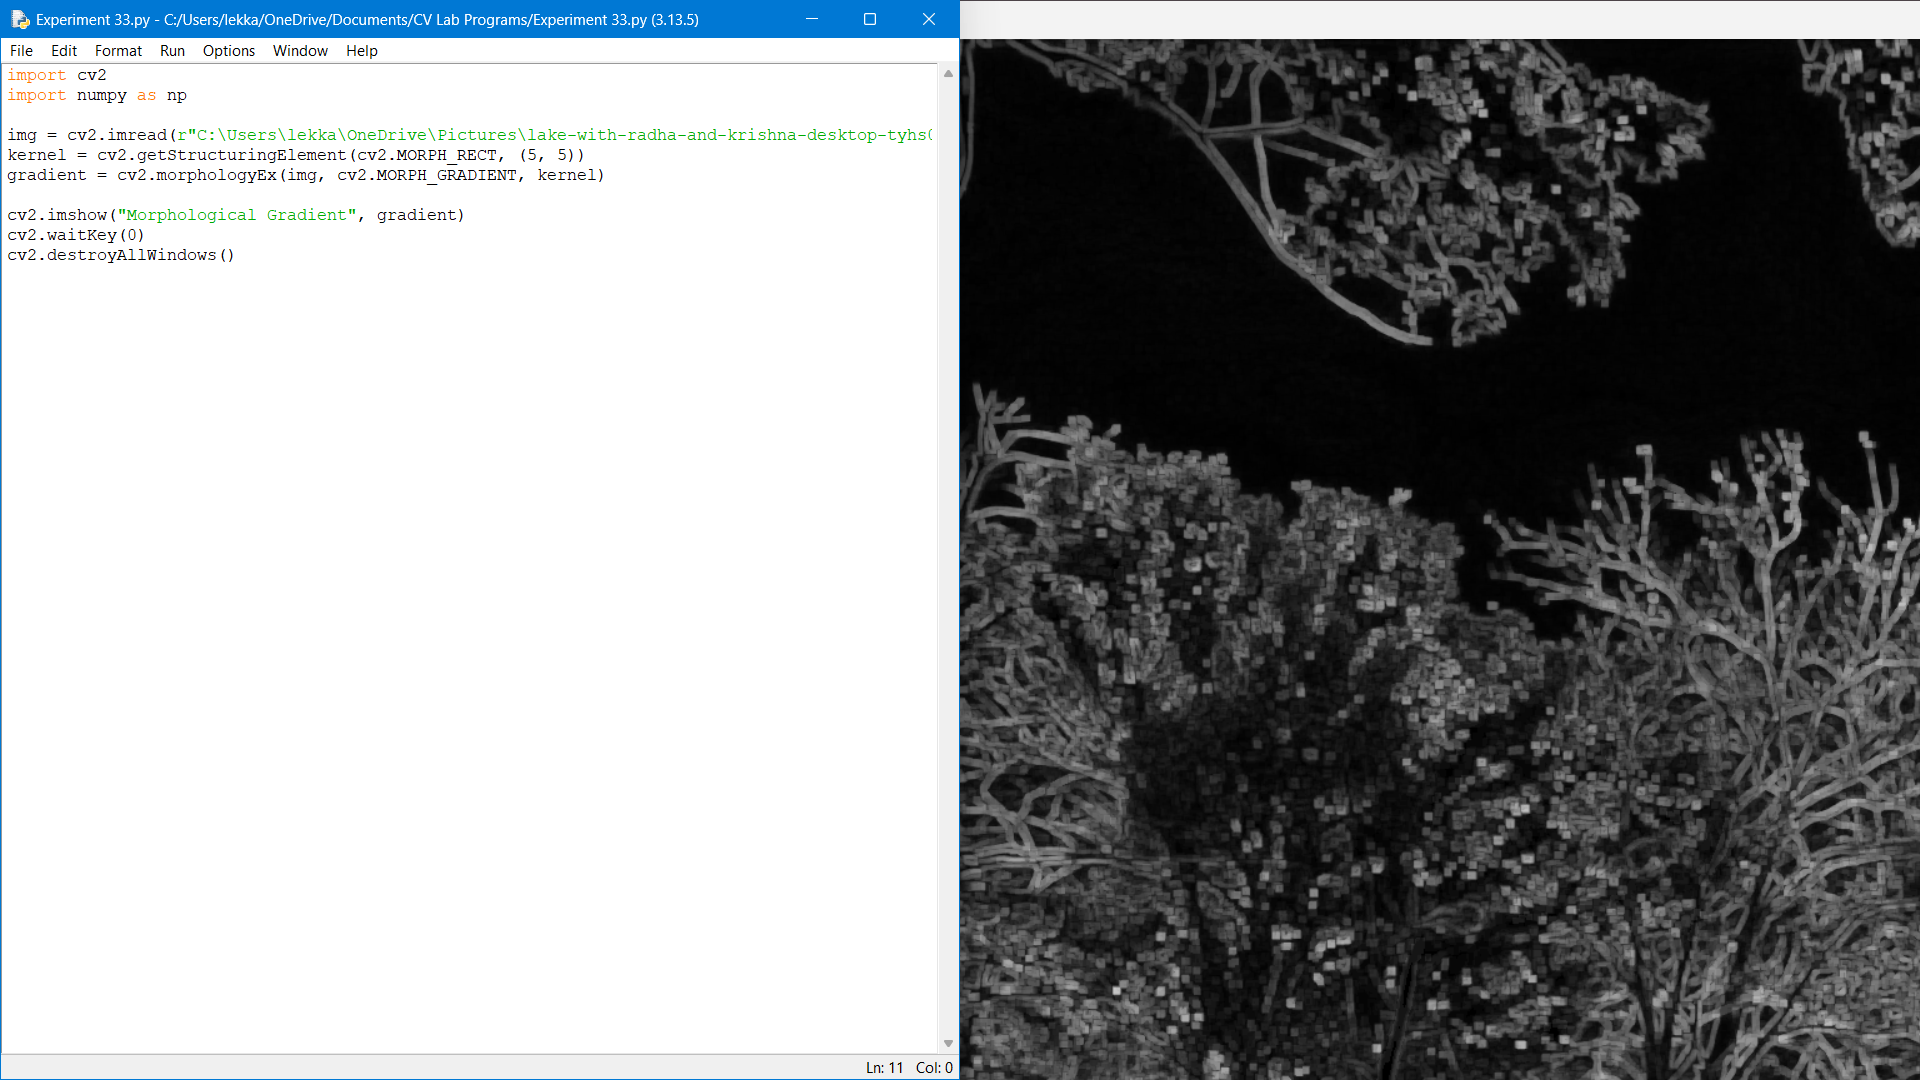 Experiment 33.py - C:/Users/lekka/OneDrive/Documents/CV Lab Programs/Experiment 33.py (3.13.5)
File Edit Format Run Options Window Help
import cv2
import numpy as np
img = cv2.imread(r"C:\Users\lekka\OneDrive\Pictures\lake-with-radha-and-krishna-desktop-tyhs
kernel = cv2.getStructuringElement(cv2.MORPH_RECT, (5, 5))
gradient = cv2.morphologyEx(img, cv2.MORPH_GRADIENT, kernel)
cv2.imshow("Morphological Gradient", gradient)
cv2.waitKey(0)
cv2.destroyAllWindows()
Ln: 11 Col: 0